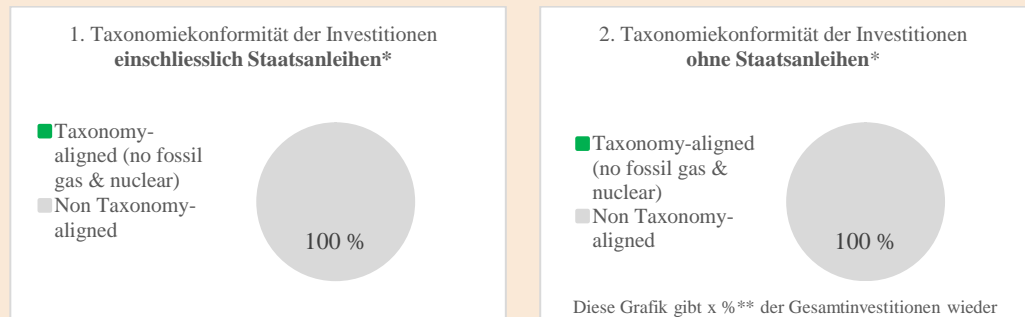 1. Taxonomiekonformität der Investitionen
einschliesslich Staatsanleihen*
Taxonomy-
aligned (no fossil
gas & nuclear)
Non Taxonomy-
aligned
100 %
2. Taxonomiekonformität der Investitionen
ohne Staatsanleihen*
Taxonomy-aligned
(no fossil gas &
nuclear)
Non Taxonomy-
aligned
100 %
Diese Grafik gibt x %** der Gesamtinvestitionen wieder